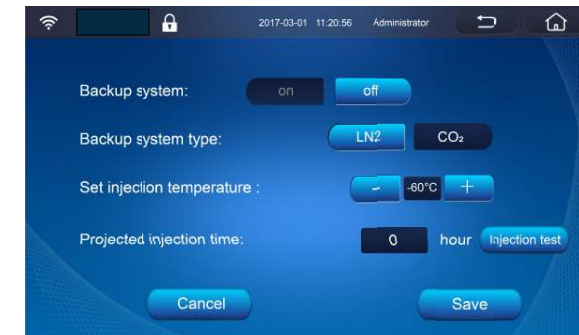 2017-03-01 11:20:56 Administrator
Backup system: on off
Backup system type: LN2 CO₂
Set injection temperature : - -60°C +
Projected injection time: 0 hour Injection test
Cancel Save